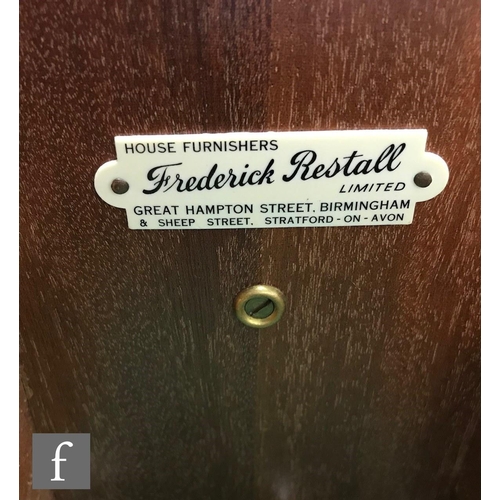 HOUSE FURNISHERS
Frederick Restall
LIMITED
GREAT HAMPTON STREET, BIRMINGHAM
& SHEEP STREET, STRATFORD - ON - AVON
f